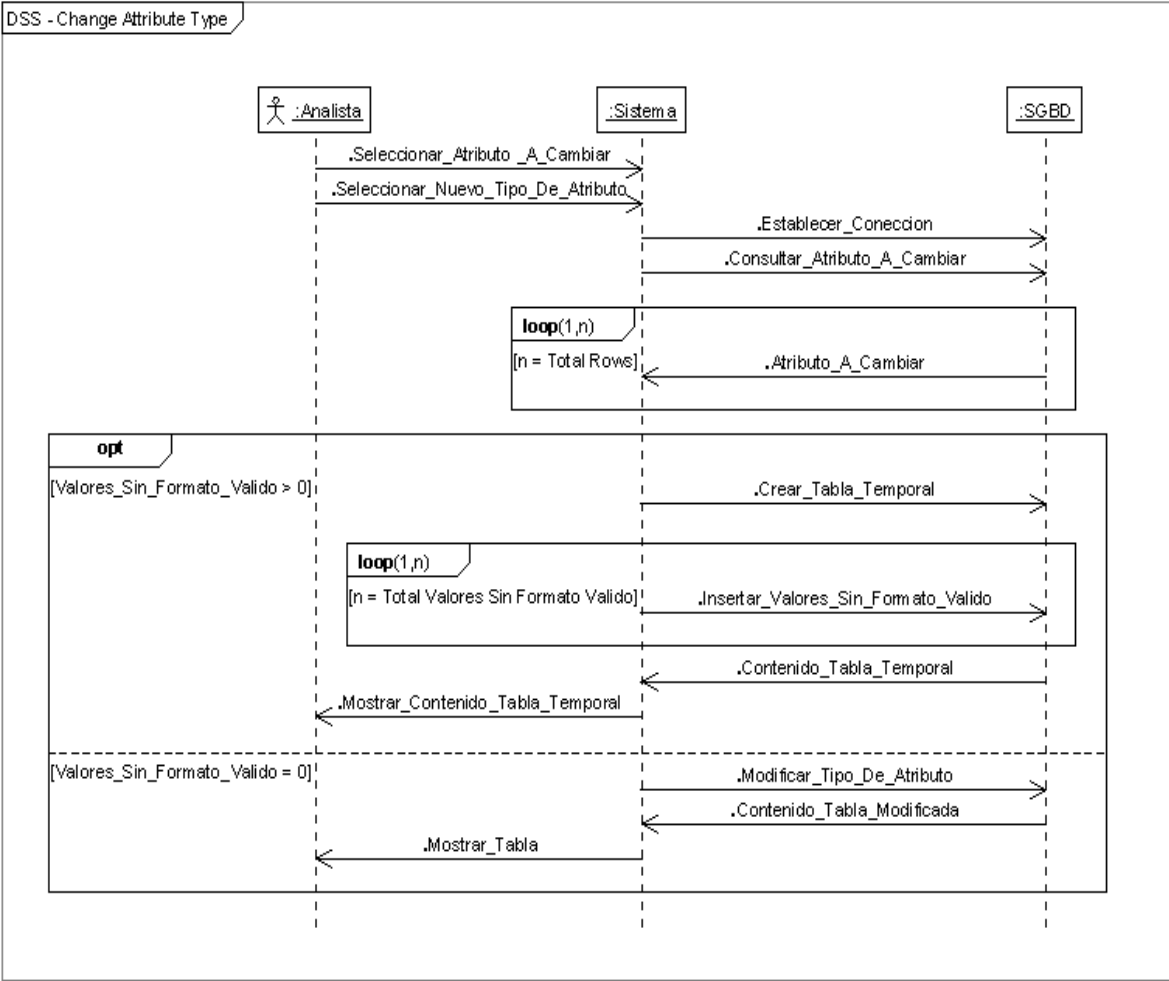 DSS - Change Attribute Type
:Analista
:Sistema
:SGBD
.Seleccionar_Atributo _A_Cambiar
.Seleccionar_Nuevo_Tipo_De_Atributo
.Establecer_Coneccion
.Consultar_Atributo_A_Cambiar
loop(1,n)
[n = Total Rows]
.Atributo_A_Cambiar
opt
[Valores_Sin_Formato_Valido > 0]
.Crear_Tabla_Temporal
loop(1,n)
[n = Total Valores Sin Formato Valido]
.Insertar_Valores_Sin_Formato_Valido
.Contenido_Tabla_Temporal
.Mostrar_Contenido_Tabla_Temporal
[Valores_Sin_Formato_Valido = 0]
.Modificar_Tipo_De_Atributo
.Contenido_Tabla_Modificada
.Mostrar_Tabla